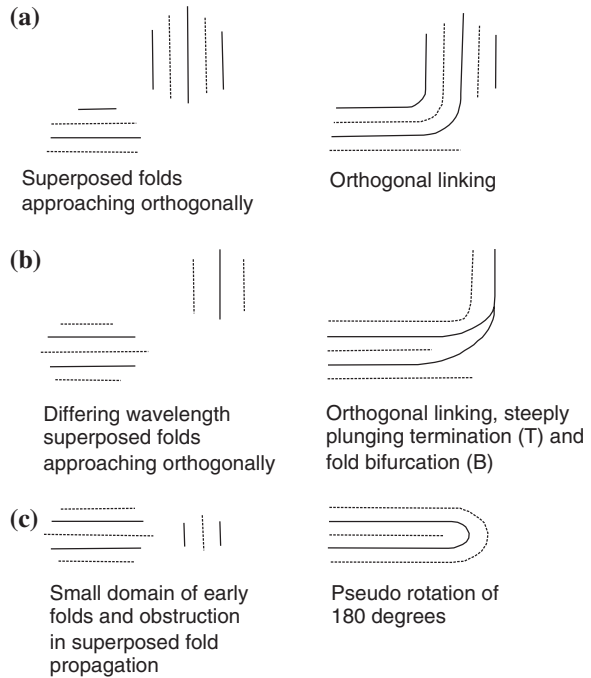 (a)
Superposed folds
approaching orthogonally
Orthogonal linking
(b)
Differing wavelength
superposed folds
approaching orthogonally
Orthogonal linking, steeply
plunging termination (T) and
fold bifurcation (B)
(c)
Small domain of early
folds and obstruction
in superposed fold
propagation
Pseudo rotation of
180 degrees